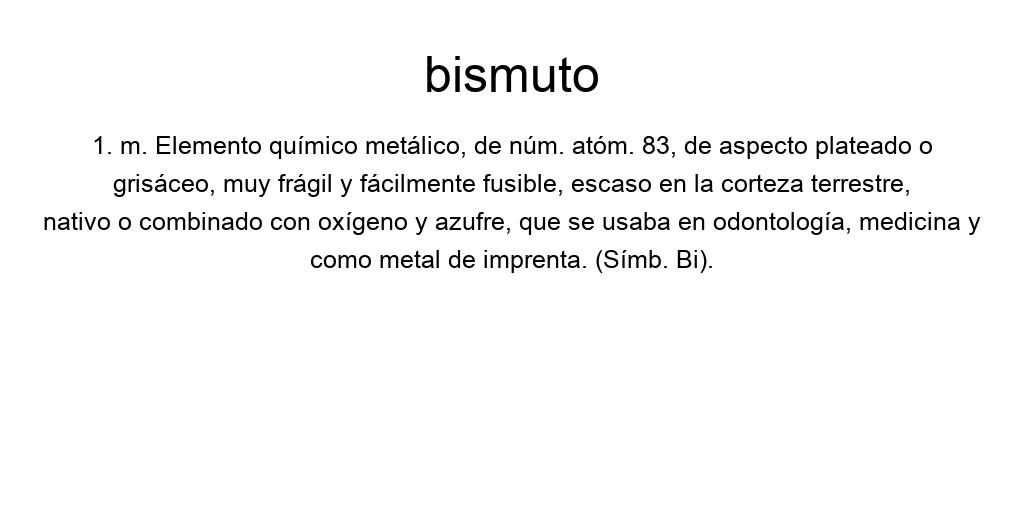 bismuto
1. m. Elemento químico metálico, de núm. atóm. 83, de aspecto plateado o
grisáceo, muy frágil y fácilmente fusible, escaso en la corteza terrestre,
nativo o combinado con oxígeno y azufre, que se usaba en odontología, medicina y
como metal de imprenta. (Símb. Bi).